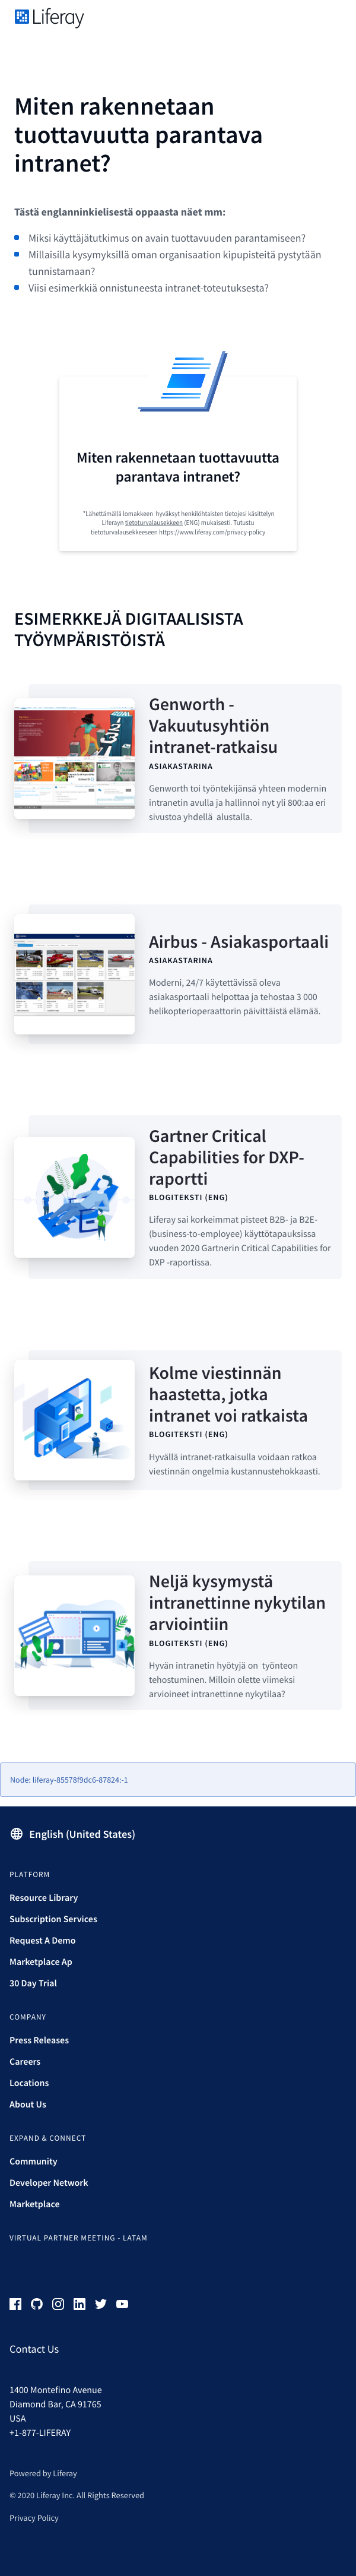 Liferay
Miten rakennetaan
tuottavuutta parantava
intranet?
Tästä englanninkielisestä oppaasta näet mm:
Miksi käyttäjätutkimus on avain tuottavuuden parantamiseen?
Millaisilla kysymyksillä oman organisaation kipupisteitä pystytään
tunnistamaan?
Viisi esimerkkiä onnistuneesta intranet-toteutuksesta?
Miten rakennetaan tuottavuutta
parantava intranet?
*Lähettämällä lomakkeen hyväksyt henkilöhtaisten tietojesi käsittelyn
Liferayn tietoturvalausekkeen (ENG) mukaisesti. Tutustu
tietoturvalausekkeeseen https://www.liferay.com/privacy-policy
ESIMERKKEJÄ DIGITAALISISTA
TYÖYMPÄRISTÖISTÄ
Genworth -
Vakuutusyhtiön
intranet-ratkaisu
ASIAKASTARINA
Genworth toi työntekijänsä yhteen modernin
intranetin avulla ja hallinnoi nyt yli 800:aa eri
sivustoa yhdellä alustalla.
Airbus - Asiakasportaali
ASIAKASTARINA
Moderni, 24/7 käytettävissä oleva
asiakasportaali helpottaa ja tehostaa 3 000
helikopterioperaattorin päivittäistä elämää.
Gartner Critical
Capabilities for DXP-
raportti
BLOGITEKSTI (ENG)
Liferay sai korkeimmat pisteet B2B- ja B2E-
(business-to-employee) käyttötapauksissa
vuoden 2020 Gartnerin Critical Capabilities for
DXP -raportissa.
Kolme viestinnän
haastetta, jotka
intranet voi ratkaista
BLOGITEKSTI (ENG)
Hyvällä intranet-ratkaisulla voidaan ratkoa
viestinnän ongelmia kustannustehokkaasti.
Neljä kysymystä
intranettinne nykytilan
arviointiin
BLOGITEKSTI (ENG)
Hyvän intranetin hyötyjä on työnteon
tehostuminen. Milloin olette viimeksi
arvioineet intranettinne nykytilaa?
Node: liferay-85578f9dc6-87824:-1
English (United States)
PLATFORM
Resource Library
Subscription Services
Request A Demo
Marketplace Ap
30 Day Trial
COMPANY
Press Releases
Careers
Locations
About Us
EXPAND & CONNECT
Community
Developer Network
Marketplace
VIRTUAL PARTNER MEETING - LATAM
Contact Us
1400 Montefino Avenue
Diamond Bar, CA 91765
USA
+1-877-LIFERAY
Powered by Liferay
© 2020 Liferay Inc. All Rights Reserved
Privacy Policy